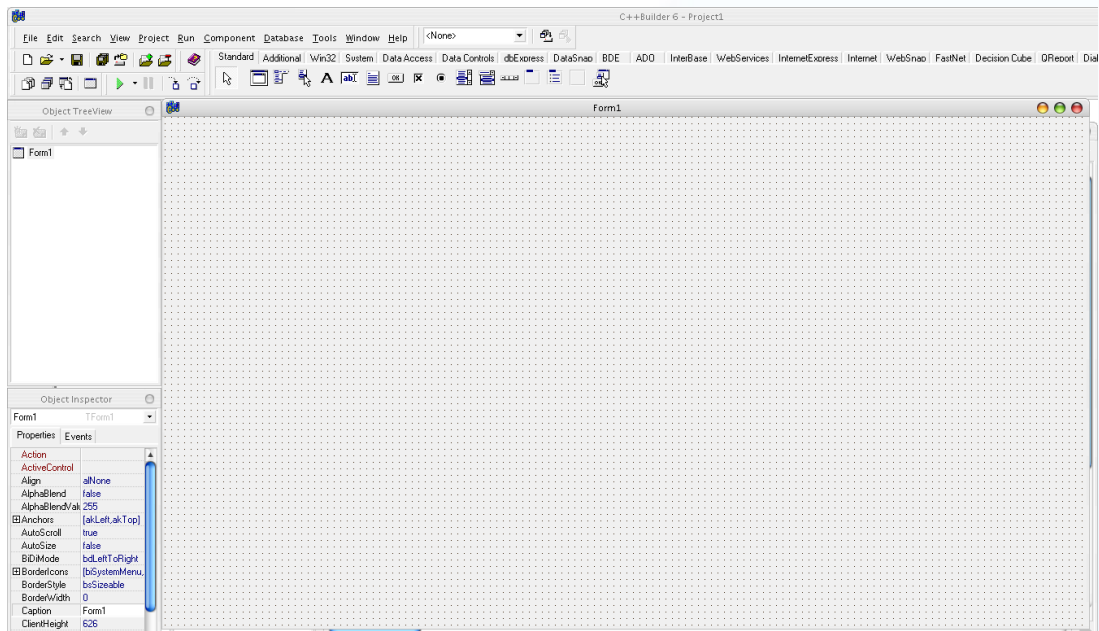 C++Builder 6 - Project1
File Edit Search View Project Run Component Database Tools Window Help <None>
Standard Additional Win32 System Data Access Data Controls dbExpress DataSnap BDE ADO InterBase WebServices InternetExpress Internet WebSnap FastNet Decision Cube QReport Dial
Object TreeView
Form1
Form1
Object Inspector
Form1 TForm1
Properties Events
Action
ActiveControl
Align alNone
AlphaBlend false
AlphaBlendValu 255
Anchors [akLeft,akTop]
AutoScroll true
AutoSize false
BiDiMode bdLeftToRight
BorderIcons [biSystemMenu,
BorderStyle bsSizeable
BorderWidth 0
Caption Form1
ClientHeight 626